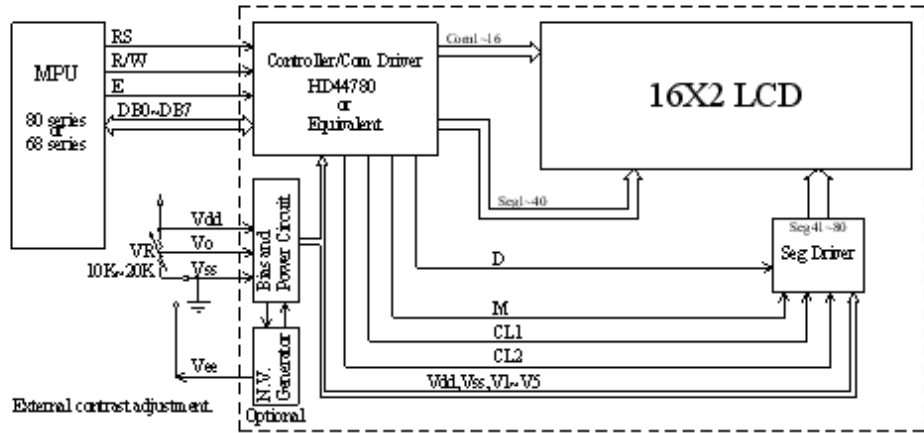 MPU
80 series
or
68 series
RS
R/W
E
DB0~DB7
Controller/Com Driver
HD44780
or
Equivalent
Com1~16
16X2 LCD
Seg1~40
Seg41~80
Seg Driver
Vdd
Vo
Vss
VR
10K~20K
Bias and
Power Circuit
D
M
CL1
CL2
Vdd,Vss,V1~V5
Vee
N.V.
Generator
Optional
External contrast adjustment.